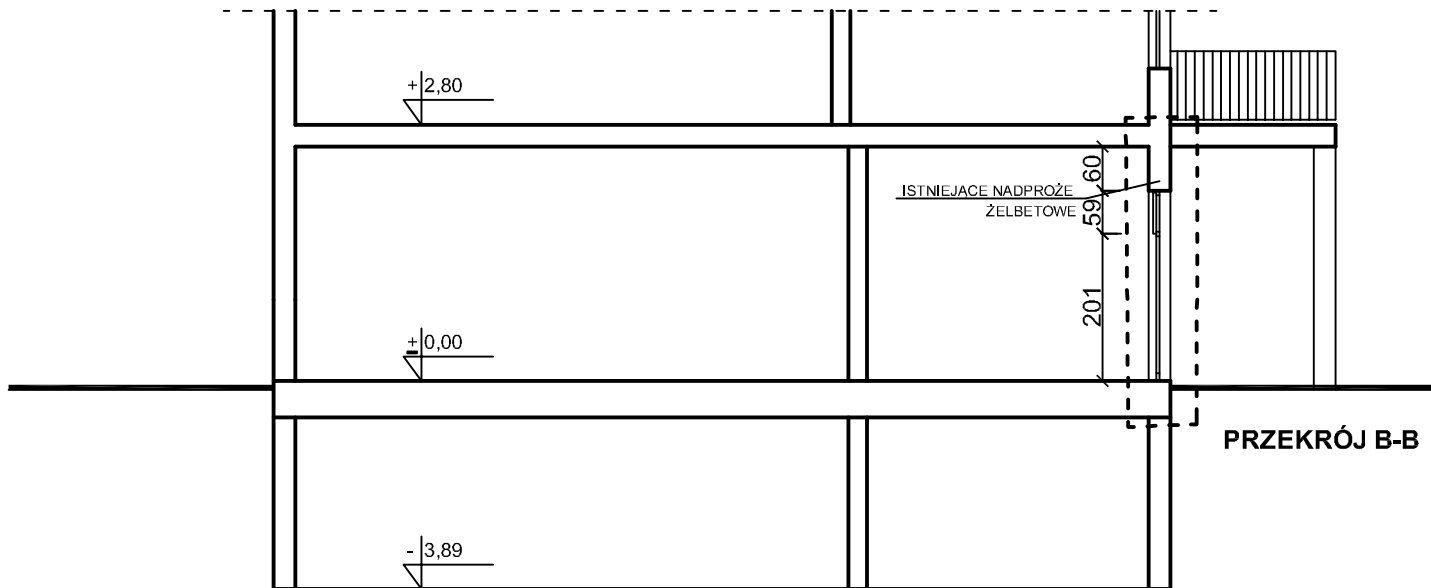 + 2,80
60
ISTNIEJACE NADPROŻE
ŻELBETOWE
59
201
± 0,00
PRZEKRÓJ B-B
- 3,89